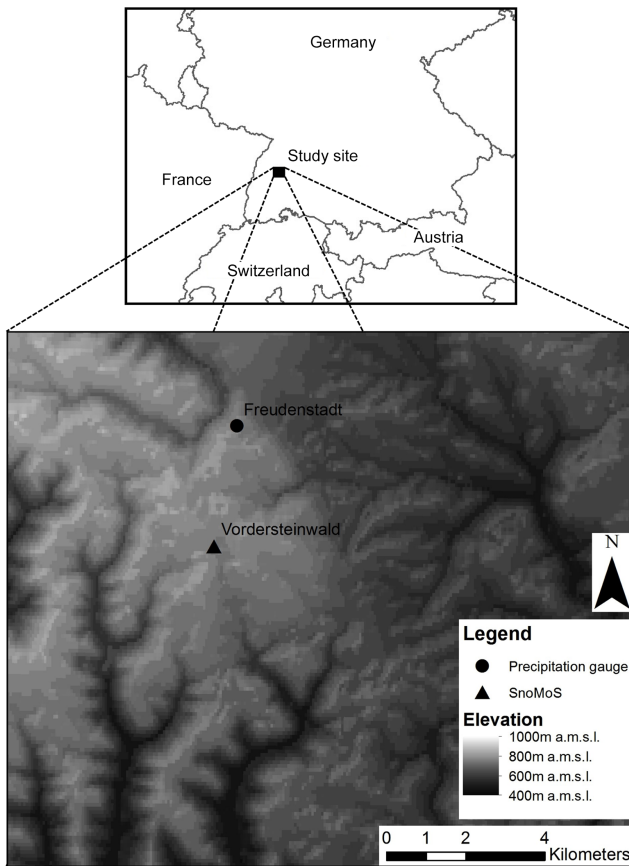 Germany
Study site
France
Austria
Switzerland
Freudenstadt
Vordersteinwald
N
Legend
Precipitation gauge
SnoMoS
Elevation
1000m a.m.s.l.
800m a.m.s.l.
600m a.m.s.l.
400m a.m.s.l.
0 1 2 4
Kilometers